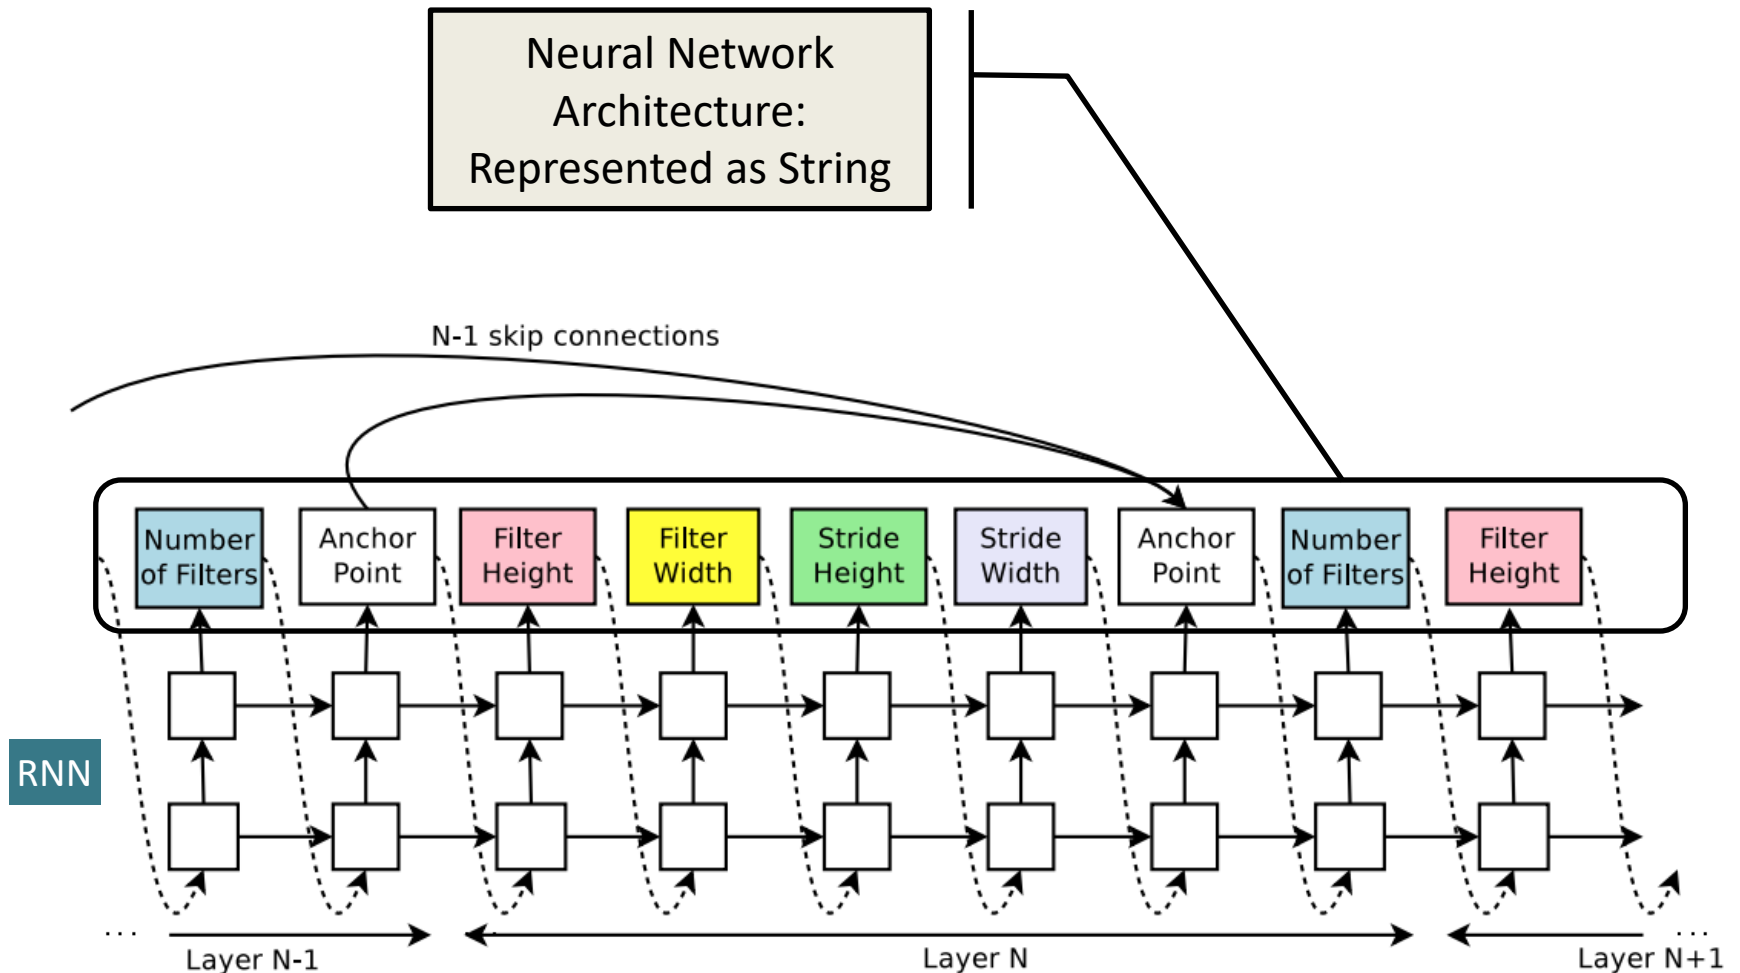 Neural Network
Architecture:
Represented as String
N-1 skip connections
Number
of Filters
Anchor
Point
Filter
Height
Filter
Width
Stride
Height
Stride
Width
Anchor
Point
Number
of Filters
Filter
Height
RNN
...
Layer N-1
Layer N
...
Layer N+1